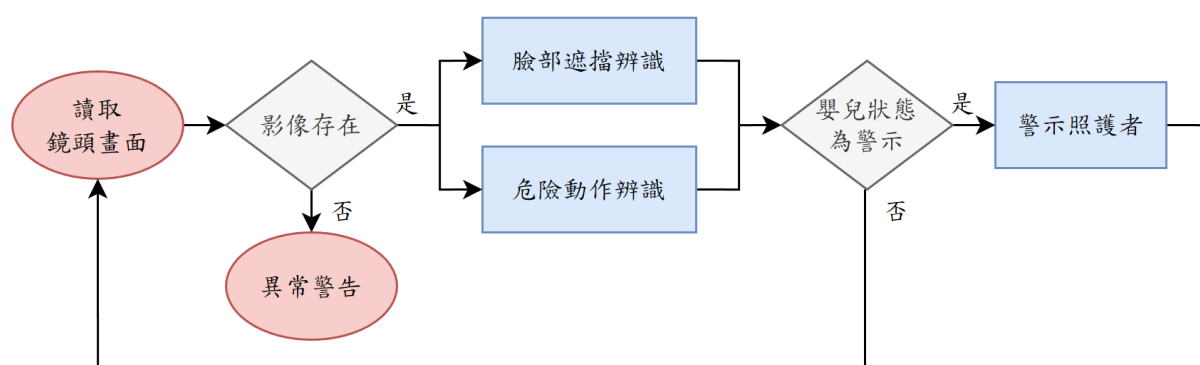 讀取
鏡頭畫面
影像存在
是
否
異常警告
臉部遮擋辨識
危險動作辨識
嬰兒狀態
為警示
是
否
警示照護者